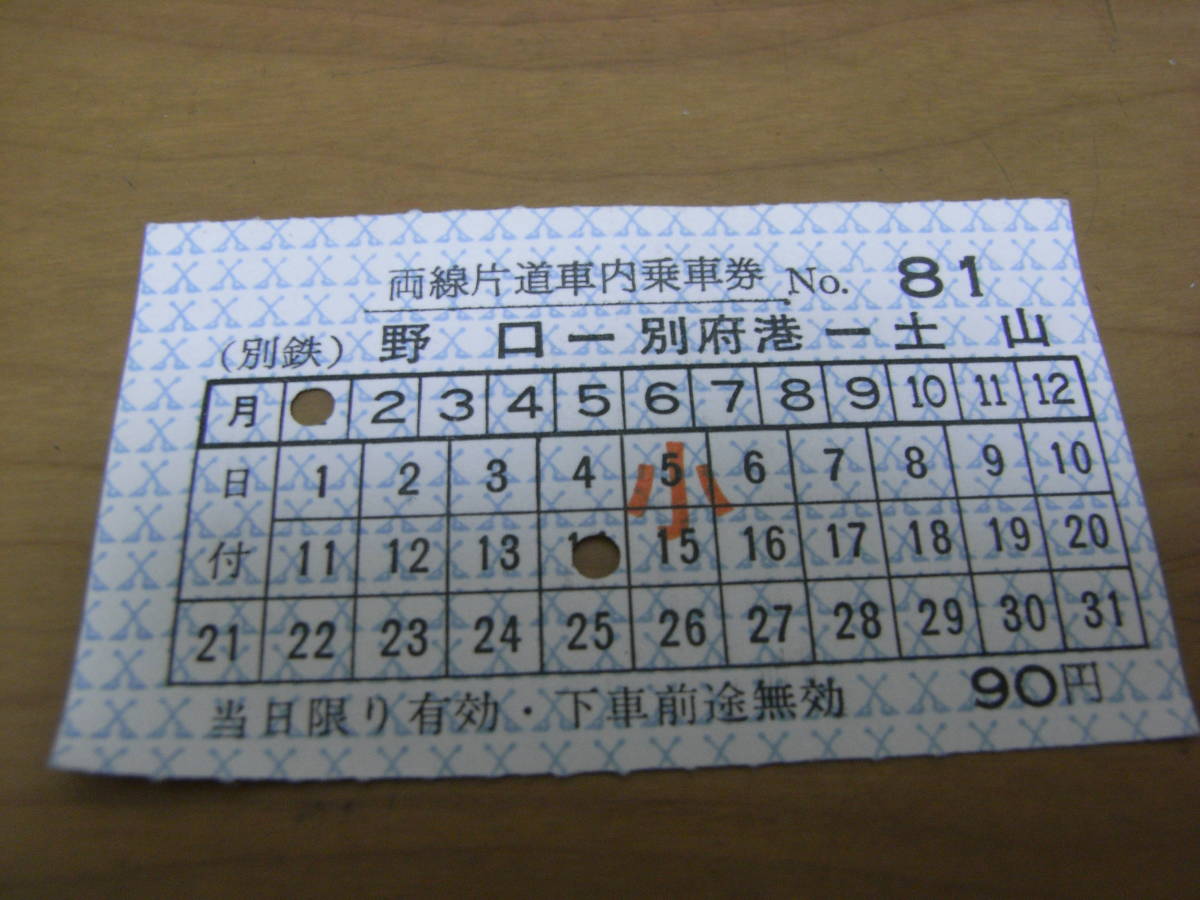 両線片道車内乗車券 No. 81
(別鉄) 野口ー別府港ー土山
月 2 3 4 5 6 7 8 9 10 11 12
日付
1 2 3 4 5 6 7 8 9 10
小
11 12 13 15 16 17 18 19 20
21 22 23 24 25 26 27 28 29 30 31
当日限り有効・下車前途無効 90円